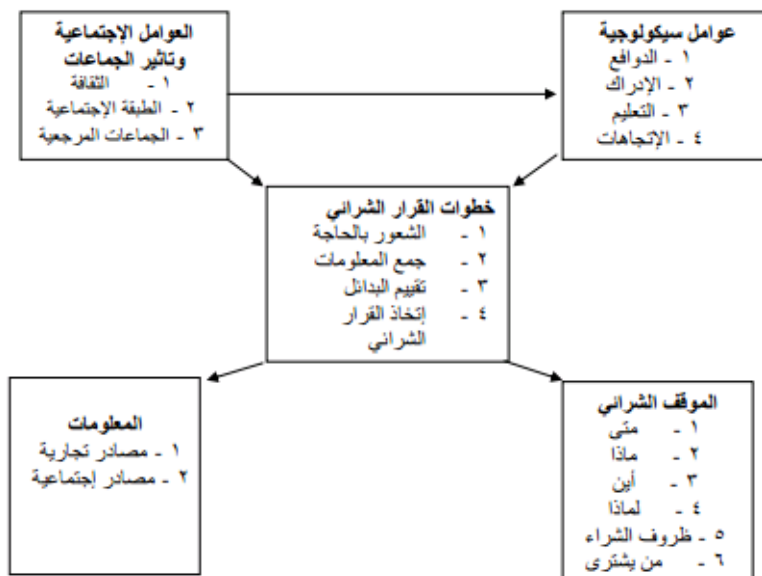 عوامل سيكولوجية
١ - الدوافع
٢ - الإدراك
٣ - التعليم
٤ - الإتجاهات
العوامل الإجتماعية
وتاثير الجماعات
١ - الثقافة
٢ - الطبقة الإجتماعية
٣ - الجماعات المرجعية
خطوات القرار الشرائي
١ - الشعور بالحاجة
٢ - جمع المعلومات
٣ - تقييم البدائل
٤ - إتخاذ القرار
الشرائي
الموقف الشرائي
١ - متى
٢ - ماذا
٣ - أين
٤ - لماذا
٥ - ظروف الشراء
٦ - من يشترى
المعلومات
١ - مصادر تجارية
٢ - مصادر إجتماعية